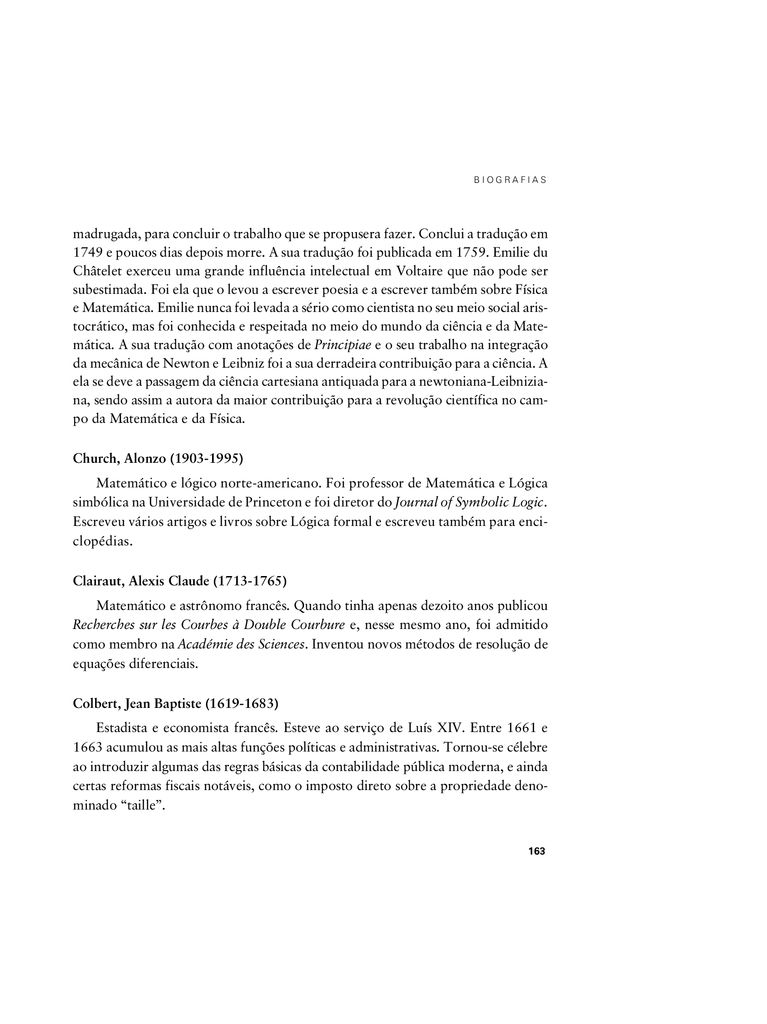 BIOGRAFIAS
madrugada, para concluir o trabalho que se propusera fazer. Conclui a tradução em
1749 e poucos dias depois morre. A sua tradução foi publicada em 1759. Emilie du
Châtelet exerceu uma grande influência intelectual em Voltaire que não pode ser
subestimada. Foi ela que o levou a escrever poesia e a escrever também sobre Física
e Matemática. Emilie nunca foi levada a sério como cientista no seu meio social aris-
tocrático, mas foi conhecida e respeitada no meio do mundo da ciência e da Mate-
mática. A sua tradução com anotações de Principiae e o seu trabalho na integração
da mecânica de Newton e Leibniz foi a sua derradeira contribuição para a ciência. A
ela se deve a passagem da ciência cartesiana antiquada para a newtoniana-Leibnizia-
na, sendo assim a autora da maior contribuição para a revolução científica no cam-
po da Matemática e da Física.
Church, Alonzo (1903-1995)
Matemático e lógico norte-americano. Foi professor de Matemática e Lógica
simbólica na Universidade de Princeton e foi diretor do Journal of Symbolic Logic.
Escreveu vários artigos e livros sobre Lógica formal e escreveu também para enci-
clopédias.
Clairaut, Alexis Claude (1713-1765)
Matemático e astrônomo francês. Quando tinha apenas dezoito anos publicou
Recherches sur les Courbes à Double Courbure e, nesse mesmo ano, foi admitido
como membro na Académie des Sciences. Inventou novos métodos de resolução de
equações diferenciais.
Colbert, Jean Baptiste (1619-1683)
Estadista e economista francês. Esteve ao serviço de Luís XIV. Entre 1661 e
1663 acumulou as mais altas funções políticas e administrativas. Tornou-se célebre
ao introduzir algumas das regras básicas da contabilidade pública moderna, e ainda
certas reformas fiscais notáveis, como o imposto direto sobre a propriedade deno-
minado “taille”.
163